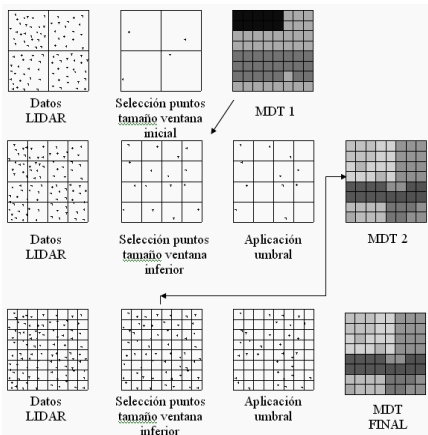 Datos
LIDAR
Selección puntos
tamaño ventana
inicial
MDT 1
Datos
LIDAR
Selección puntos
tamaño ventana
inferior
Aplicación
umbral
MDT 2
Datos
LIDAR
Selección puntos
tamaño ventana
inferior
Aplicación
umbral
MDT
FINAL